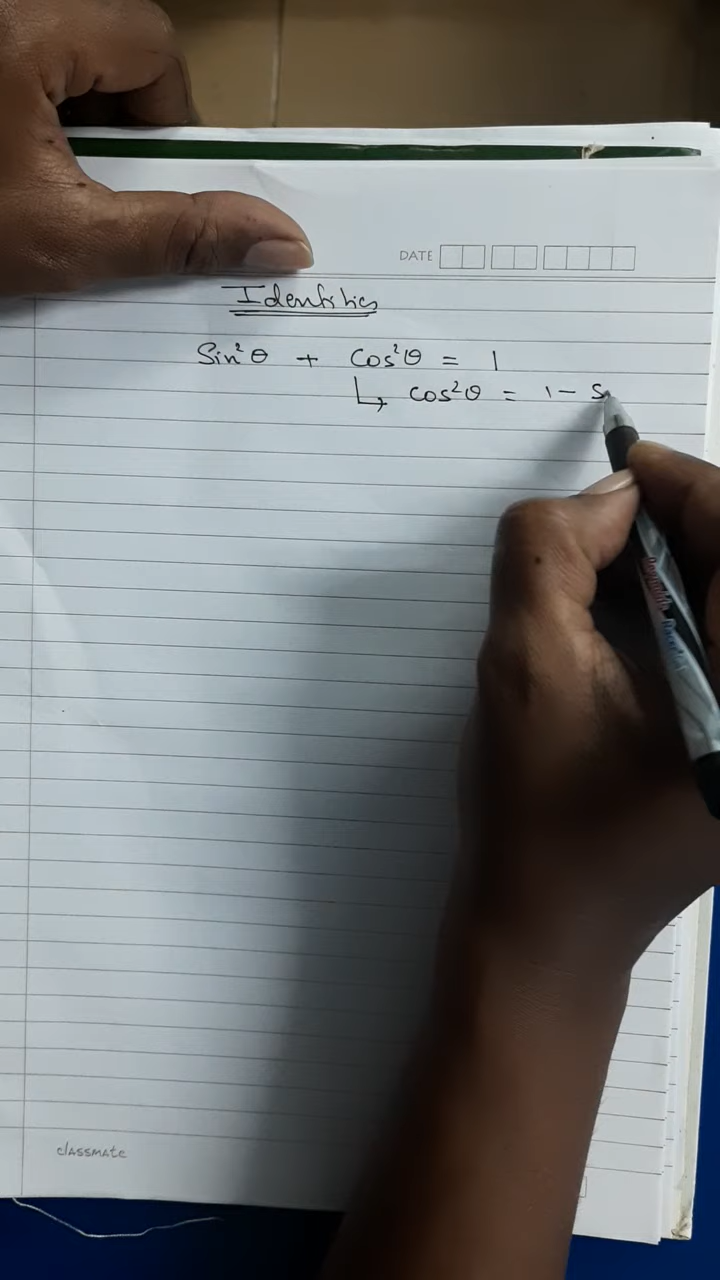 DATE
Identities
Sin²θ + Cos²θ = 1
↳ Cos²θ = 1 – S
classmate